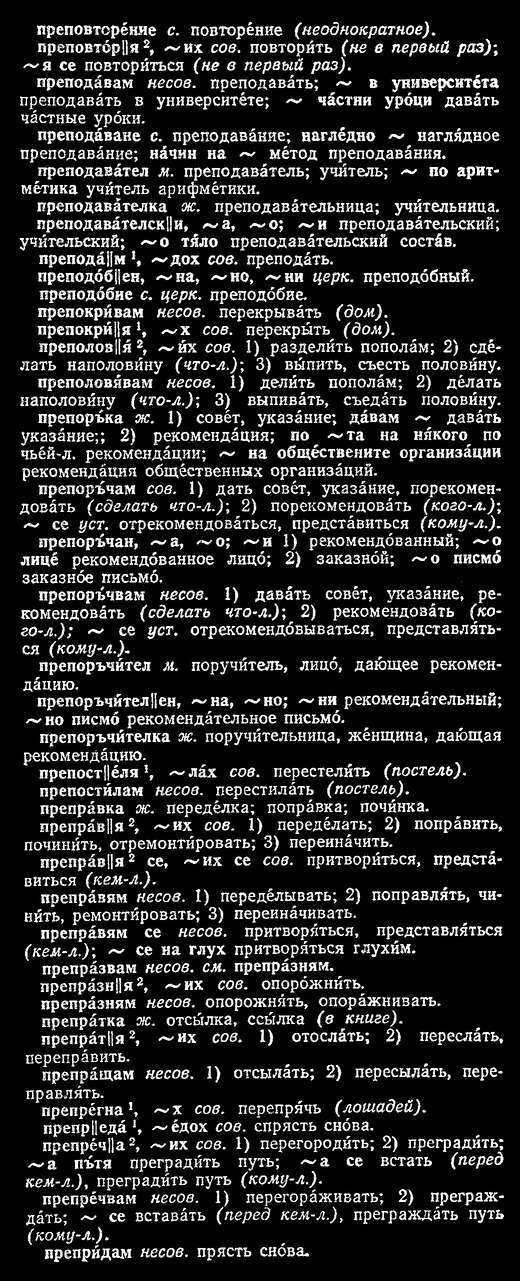 преповторе́ние с. повторе́ние (неоднократное).
преповто́р||я ², ~их сов. повтори́ть (не в первый раз);
~я се повтори́ться (не в первый раз).
препода́вам несов. преподава́ть; ~ в университе́та
преподава́ть в университе́те; ~ ча́стни уро́ци дава́ть
ча́стные уро́ки.
препода́ване с. преподава́ние; нагле́дно ~ нагля́дное
преподава́ние; на́чин на ~ ме́тод преподава́ния.
преподава́тел м. преподава́тель; учи́тель; ~ по арит-
ме́тика учи́тель арифме́тики.
преподава́телка ж. преподава́тельница; учи́тельница.
преподава́телск||и, ~а, ~о; ~и преподава́тельский;
учи́тельский; ~о тя́ло преподава́тельский соста́в.
препода́||м ¹, ~дох сов. препода́ть.
преподо́б||ен, ~на, ~но, ~ни церк. преподо́бный.
преподо́бие с. церк. преподо́бие.
препокри́вам несов. перекрыва́ть (дом).
препокри́||я ¹, ~х сов. перекры́ть (дом).
преполов||я́ ², ~и́х сов. 1) раздели́ть попола́м; 2) сде́-
лать наполови́ну (что-л.); 3) вы́пить, съесть полови́ну.
преполовя́вам несов. 1) дели́ть попола́м; 2) де́лать
наполови́ну (что-л.); 3) выпива́ть, съеда́ть полови́ну.
препоръ́ка ж. 1) сове́т, указа́ние; да́вам ~ дава́ть
указа́ние;; 2) рекоменда́ция; по ~та на ня́кого по
чье́й-л. рекоменда́ции; ~ на обще́ствените организа́ции
рекоменда́ция обще́ственных организа́ций.
препоръ́чам сов. 1) дать сове́т, указа́ние, порекомен-
дова́ть (сделать что-л.); 2) порекомендова́ть (кого-л.);
~ се уст. отрекомендова́ться, предста́виться (кому-л.).
препоръ́чан, ~а, ~о; ~и 1) рекомендо́ванный; ~о
лице́ рекомендо́ванное лицо́; 2) заказно́й; ~о писмо́
заказно́е письмо́.
препоръ́чвам несов. 1) дава́ть сове́т, указа́ние, ре-
комендова́ть (сделать что-л.); 2) рекомендова́ть (ко-
го-л.); ~ се уст. отрекомендо́вываться, представля́ть-
ся (кому-л.).
препоръчи́тел м. поручи́тель, лицо́, даю́щее рекомен-
да́цию.
препоръчи́тел||ен, ~на, ~но; ~ни рекоменда́тельный;
~но писмо́ рекоменда́тельное письмо́.
препоръчи́телка ж. поручи́тельница, же́нщина, даю́щая
рекоменда́цию.
препост||е́ля ¹, ~ла́х сов. перестели́ть (постель).
препости́лам несов. перестила́ть (постель).
препра́вка ж. переде́лка; попра́вка; почи́нка.
препра́в||я ², ~их сов. 1) переде́лать; 2) попра́вить,
почини́ть, отремонти́ровать; 3) переина́чить.
препра́в||я ² се, ~их се сов. притвори́ться, предста́-
виться (кем-л.).
препра́вям несов. 1) переде́лывать; 2) поправля́ть, чи-
ни́ть, ремонти́ровать; 3) переина́чивать.
препра́вям се несов. притворя́ться, представля́ться
(кем-л.); ~ се на глух притворя́ться глухи́м.
препра́звам несов. см. препра́зням.
препра́зн||я ², ~их сов. опоро́жнить.
препра́зням несов. опорожня́ть, опора́жнивать.
препра́тка ж. отсы́лка, ссы́лка (в книге).
препра́т||я ², ~их сов. 1) отосла́ть; 2) пересла́ть,
перепра́вить.
препра́щам несов. 1) отсыла́ть; 2) пересыла́ть, пере-
правля́ть.
препре́гна ¹, ~х сов. перепря́чь (лошадей).
препр||еда́ ¹, ~е́дох сов. спрясть сно́ва.
препре́ч||а ², ~их сов. 1) перегороди́ть; 2) прегради́ть;
~а пъ́тя прегради́ть путь; ~а се встать (перед
кем-л.), прегради́ть путь (кому-л.).
препре́чвам несов. 1) перегора́живать; 2) прегражд-
да́ть; ~ се встава́ть (перед кем-л.), прегражда́ть путь
(кому-л.).
препри́дам несов. прясть сно́ва.